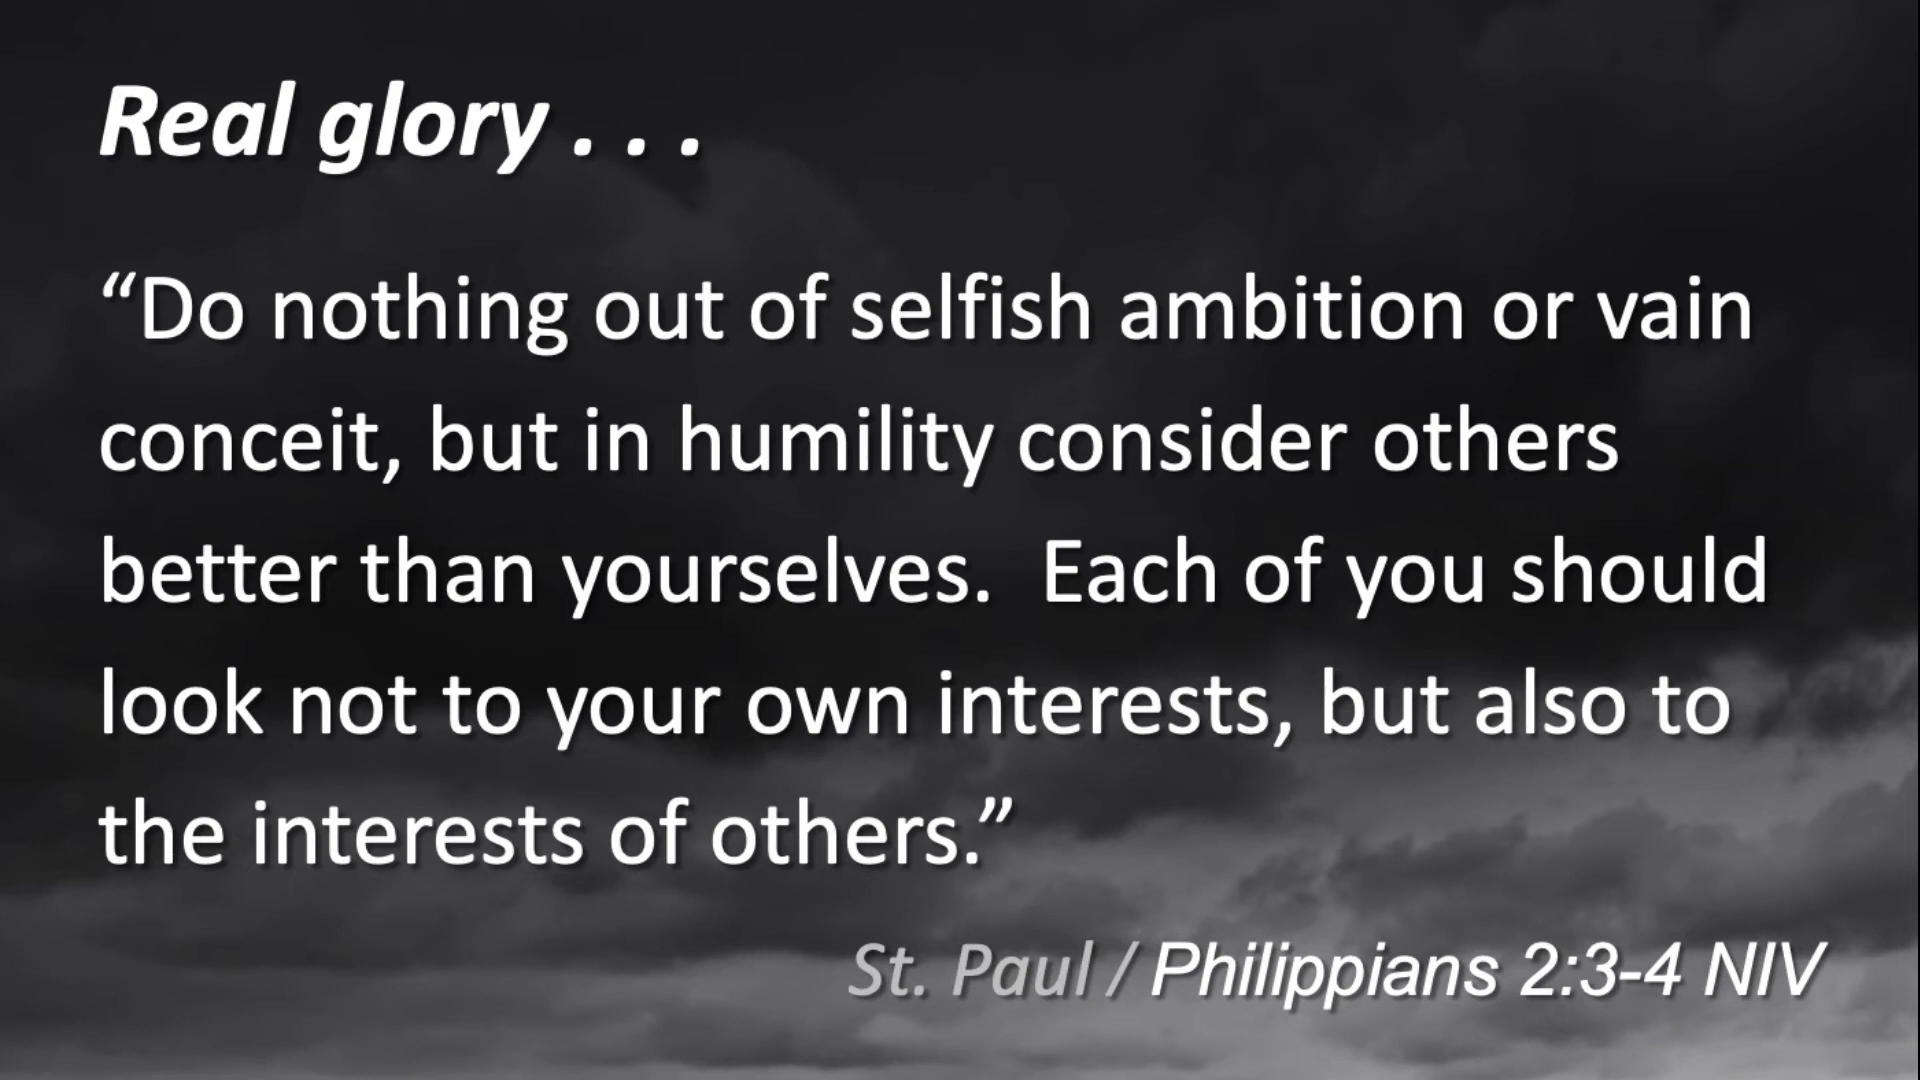 Real glory . . .
“Do nothing out of selfish ambition or vain
conceit, but in humility consider others
better than yourselves.  Each of you should
look not to your own interests, but also to
the interests of others.”
St. Paul / Philippians 2:3-4 NIV